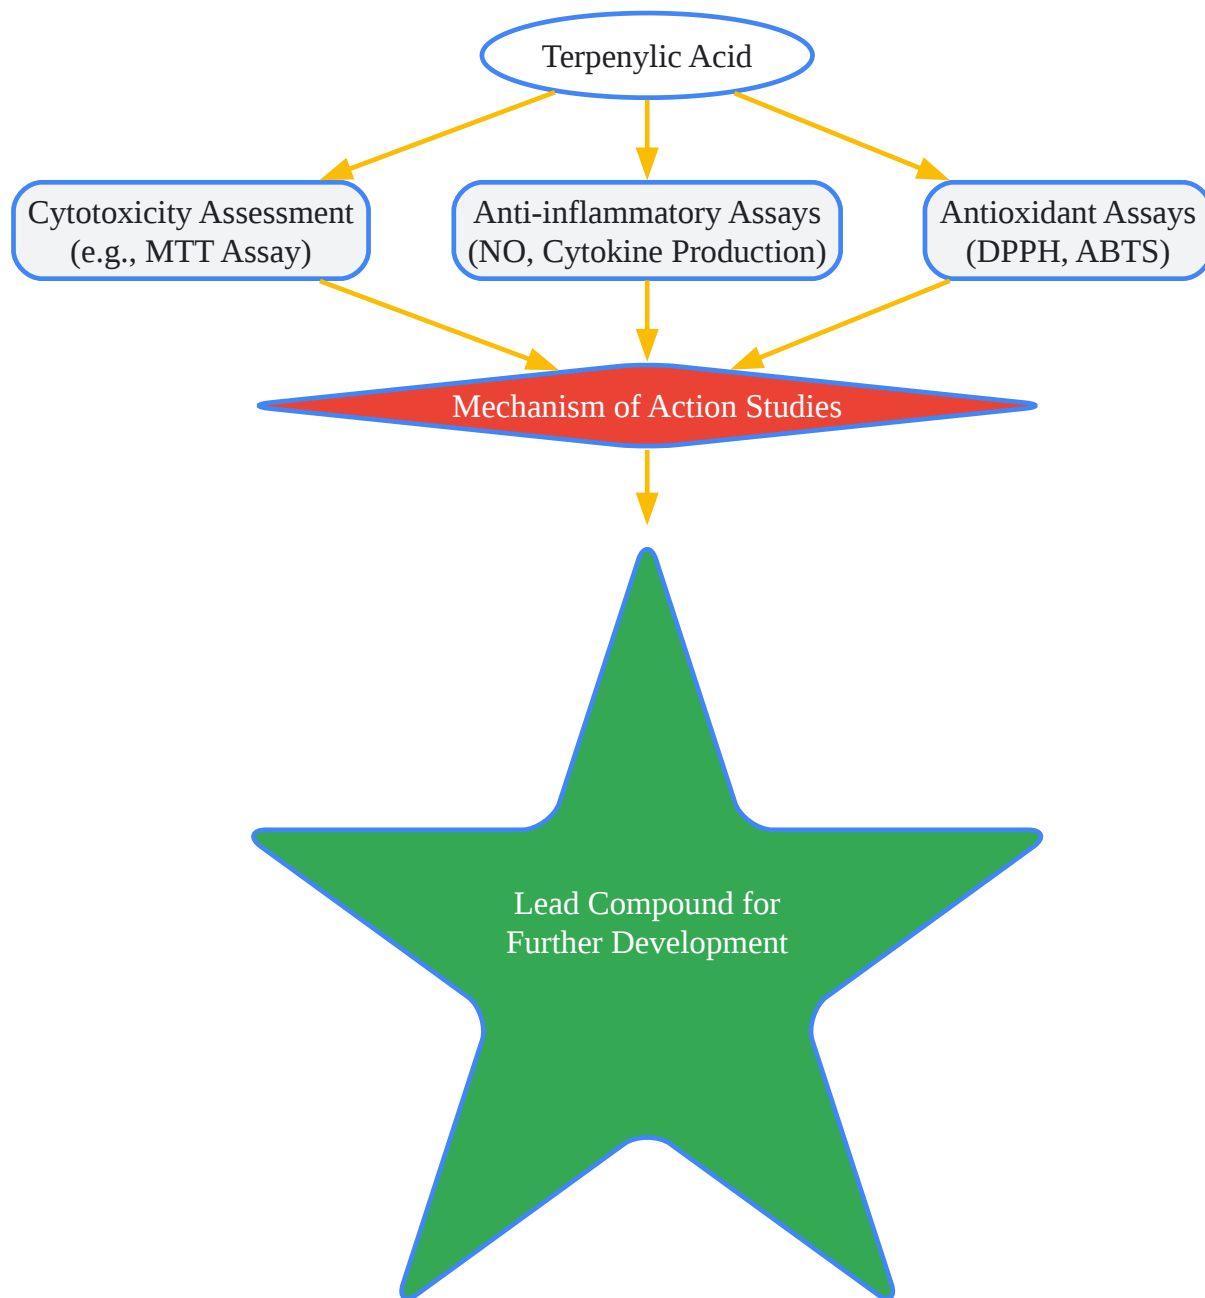 Terpenylic Acid
Cytotoxicity Assessment
(e.g., MTT Assay)
Anti-inflammatory Assays
(NO, Cytokine Production)
Antioxidant Assays
(DPPH, ABTS)
Mechanism of Action Studies
Lead Compound for
Further Development